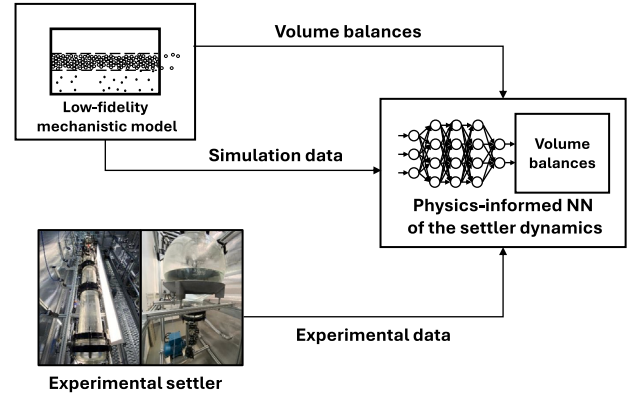 Volume balances
Low-fidelity
mechanistic model
Simulation data
Volume
balances
Physics-informed NN
of the settler dynamics
Experimental data
Experimental settler